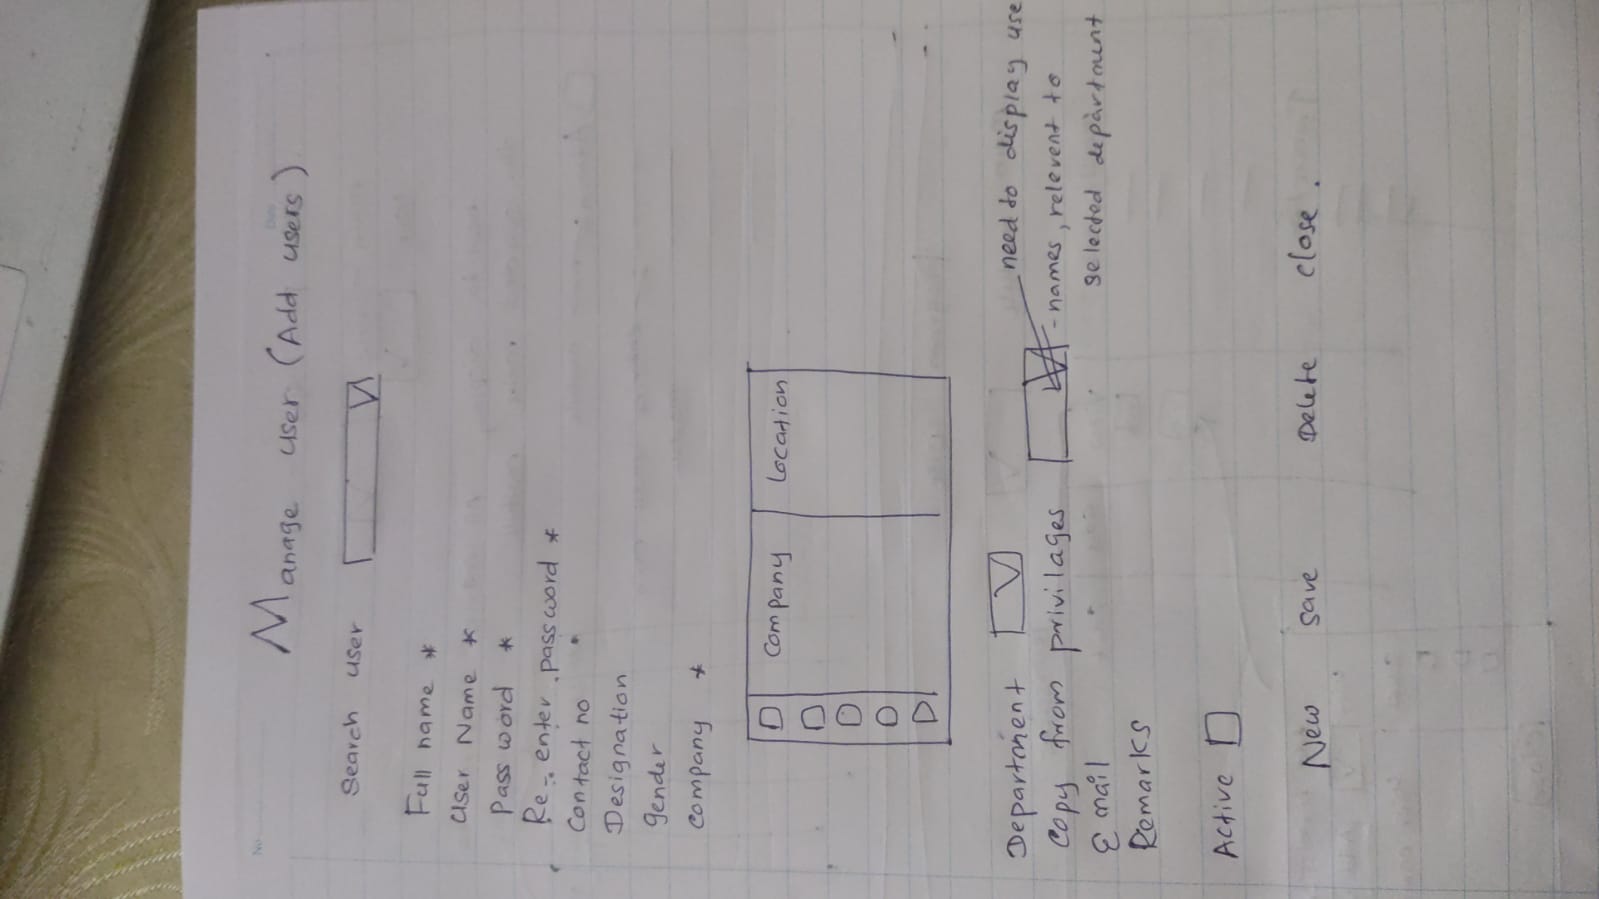 No
Manage user (Add users)
Search user
Full name *
User Name *
Pass word *
Re-enter password *
Contact no
Designation
gender
company *
Company Location
Department
need to display use
Copy from privilages
-names, relevent to
Email
selected department
Remarks
Active
New save Delete close.